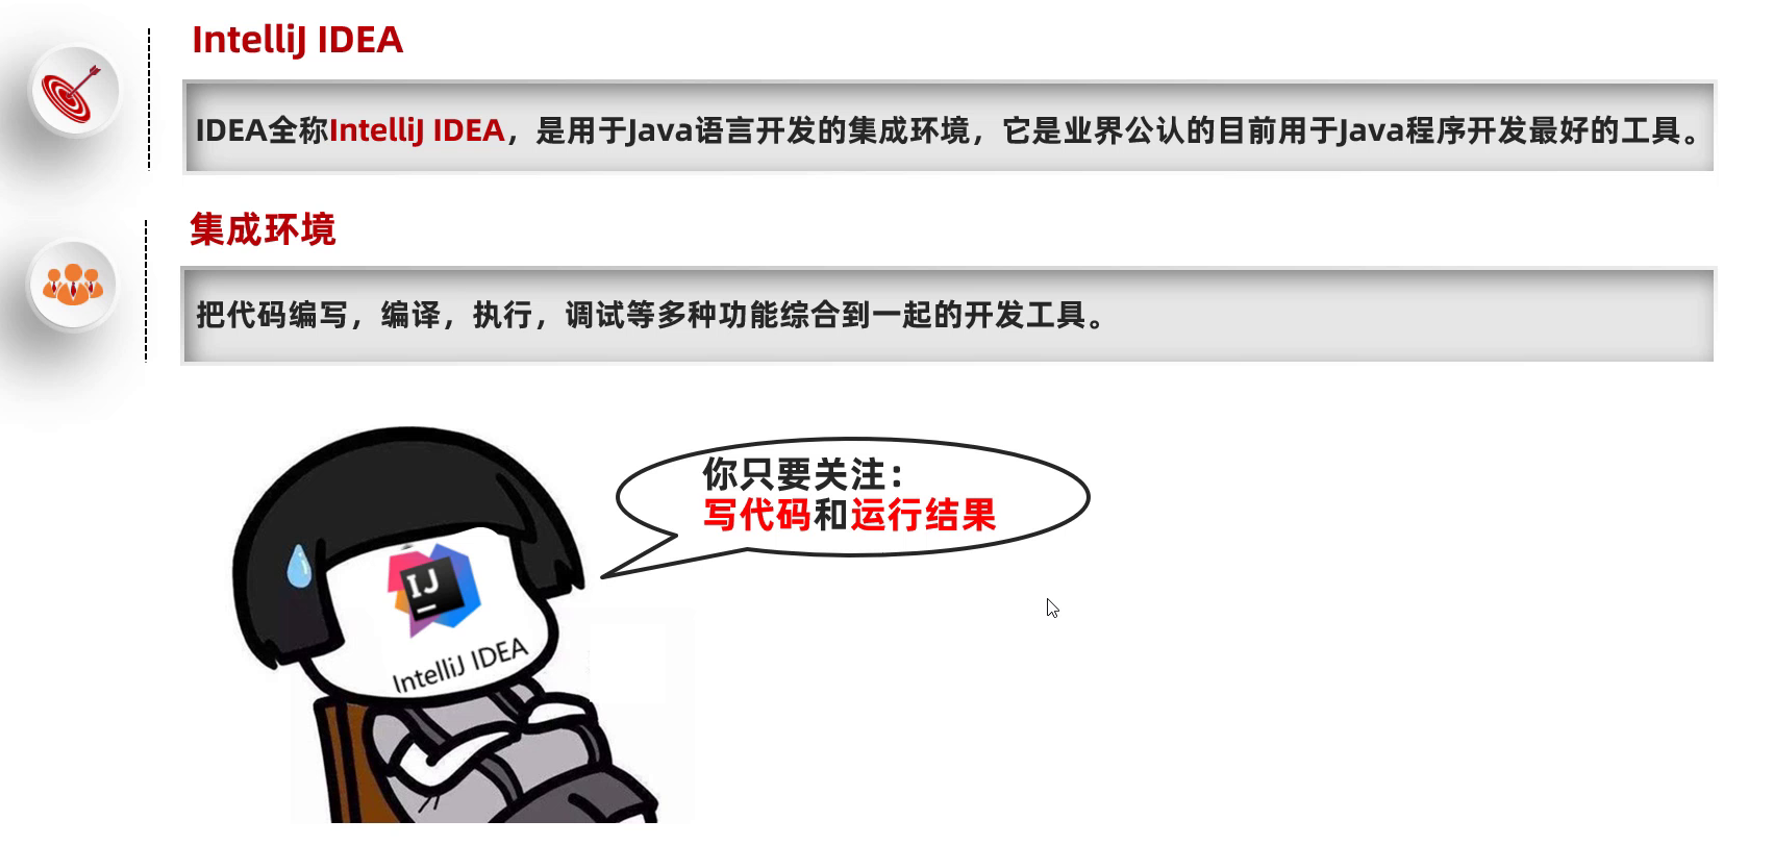 IntelliJ IDEA
IDEA全称IntelliJ IDEA，是用于Java语言开发的集成环境，它是业界公认的目前用于Java程序开发最好的工具。
集成环境
把代码编写，编译，执行，调试等多种功能综合到一起的开发工具。
你只要关注：
写代码和运行结果
IJ
IntelliJ IDEA